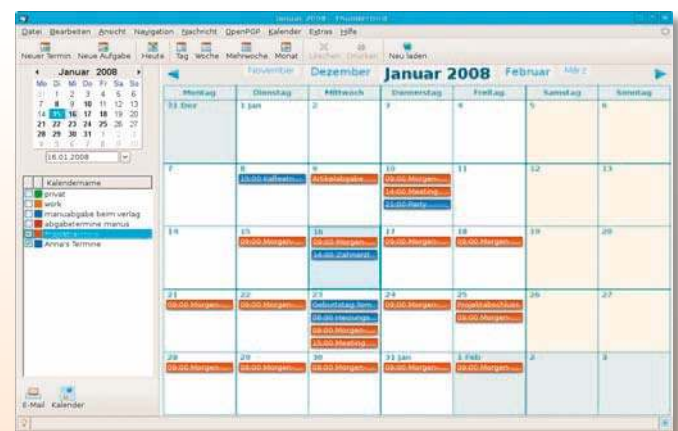 Januar 2008 - Thunderbird
Datei Bearbeiten Ansicht Navigation Nachricht OpenPGP Kalender Extras Hilfe
Neuer Termin Neue Aufgabe Heute Tag Woche Mehrwoche Monat Löschen Drucken Neu laden
Januar 2008
Mo Di Mi Do Fr Sa So
1 2 3 4 5 6
7 8 9 10 11 12 13
14 15 16 17 18 19 20
21 22 23 24 25 26 27
28 29 30 31 1 2 3
4 5 6 7 8 9 10
16.01.2008
Kalendername
privat
work
manuabgabe beim verlag
abgabetermine manus
Anna's Termine
E-Mail Kalender
November Dezember Januar 2008 Februar März
Montag Dienstag Mittwoch Donnerstag Freitag Samstag Sonntag
31 Dez 1 Jan 2 3 4 5 6
7 8 9 10 11 12 13
15:00 Kaffeetr... Artikelabgabe 09:00 Morgen-...
14:00 Meeting...
21:00 Party
14 15 16 17 18 19 20
09:00 Morgen-... 09:00 Morgen-... 09:00 Morgen-... 09:00 Morgen-...
14:00 Zahnarzt
21 22 23 24 25 26 27
09:00 Morgen-... 09:00 Morgen-... Geburtstag Tom 09:00 Morgen-... Projektabschluss
08:00 Heizungs... 09:00 Morgen-...
09:00 Morgen-...
15:00 Meeting...
28 29 30 31 Jan 1 Feb 2 3
09:00 Morgen-... 09:00 Morgen-... 09:00 Morgen-... 09:00 Morgen-... 09:00 Morgen-...